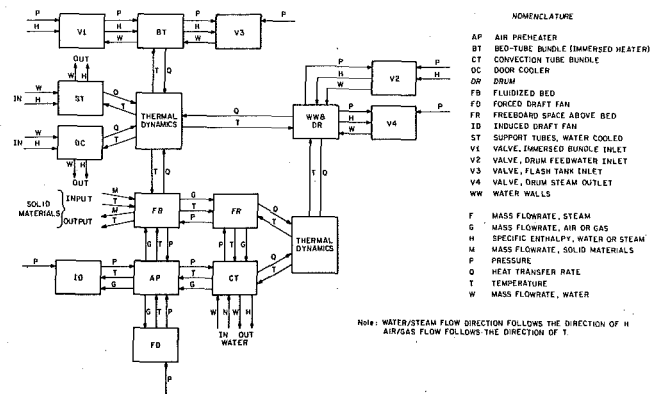 P P P P
H H H
V1 BT V3
W W W
OUT
W H
T Q
IN W H
ST
Q
T
THERMAL
DYNAMICS
Q
T
WW&
DR
P
H
W
V2
P
H
P
H
W
V4
P
IN W H
OC
Q
T
W H
OUT
T Q
T Q
SOLID
MATERIALS
INPUT
OUTPUT
M
T
M
T
FB
G
T
P
FR
Q
T
THERMAL
DYNAMICS
G T P
P T G
Q
T
P
ID
P
T
G
AP
P
T
G
CT
G T P
W N W H
IN OUT
WATER
FD
P
NOMENCLATURE
AP AIR PREHEATER
BT BED-TUBE BUNDLE (IMMERSED HEATER)
CT CONVECTION TUBE BUNDLE
DC DOOR COOLER
DR DRUM
FB FLUIDIZED BED
FD FORCED DRAFT FAN
FR FREEBOARD SPACE ABOVE BED
ID INDUCED DRAFT FAN
ST SUPPORT TUBES, WATER COOLED
V1 VALVE, IMMERSED BUNDLE INLET
V2 VALVE, DRUM FEEDWATER INLET
V3 VALVE, FLASH TANK INLET
V4 VALVE, DRUM STEAM OUTLET
WW WATER WALLS
F MASS FLOWRATE, STEAM
G MASS FLOWRATE, AIR OR GAS
H SPECIFIC ENTHALPY, WATER OR STEAM
M MASS FLOWRATE, SOLID MATERIALS
P PRESSURE
Q HEAT TRANSFER RATE
T TEMPERATURE
W MASS FLOWRATE, WATER
Note: WATER/STEAM FLOW DIRECTION FOLLOWS THE DIRECTION OF H
AIR/GAS FLOW FOLLOWS THE DIRECTION OF T.